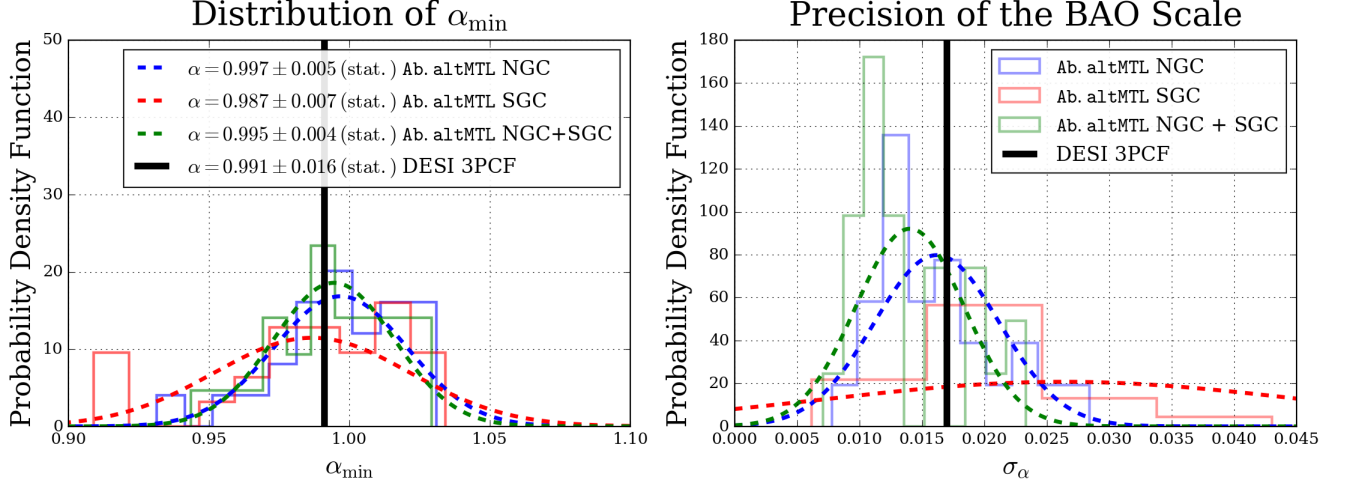 Distribution of α_min
Probability Density Function
50
40
30
20
10
0
α = 0.997 ± 0.005 (stat.) Ab.altMTL NGC
α = 0.987 ± 0.007 (stat.) Ab.altMTL SGC
α = 0.995 ± 0.004 (stat.) Ab.altMTL NGC+SGC
α = 0.991 ± 0.016 (stat.) DESI 3PCF
0.90 0.95 1.00 1.05 1.10
α_min
Precision of the BAO Scale
Probability Density Function
180
160
140
120
100
80
60
40
20
0
Ab.altMTL NGC
Ab.altMTL SGC
Ab.altMTL NGC + SGC
DESI 3PCF
0.000 0.005 0.010 0.015 0.020 0.025 0.030 0.035 0.040 0.045
σ_α